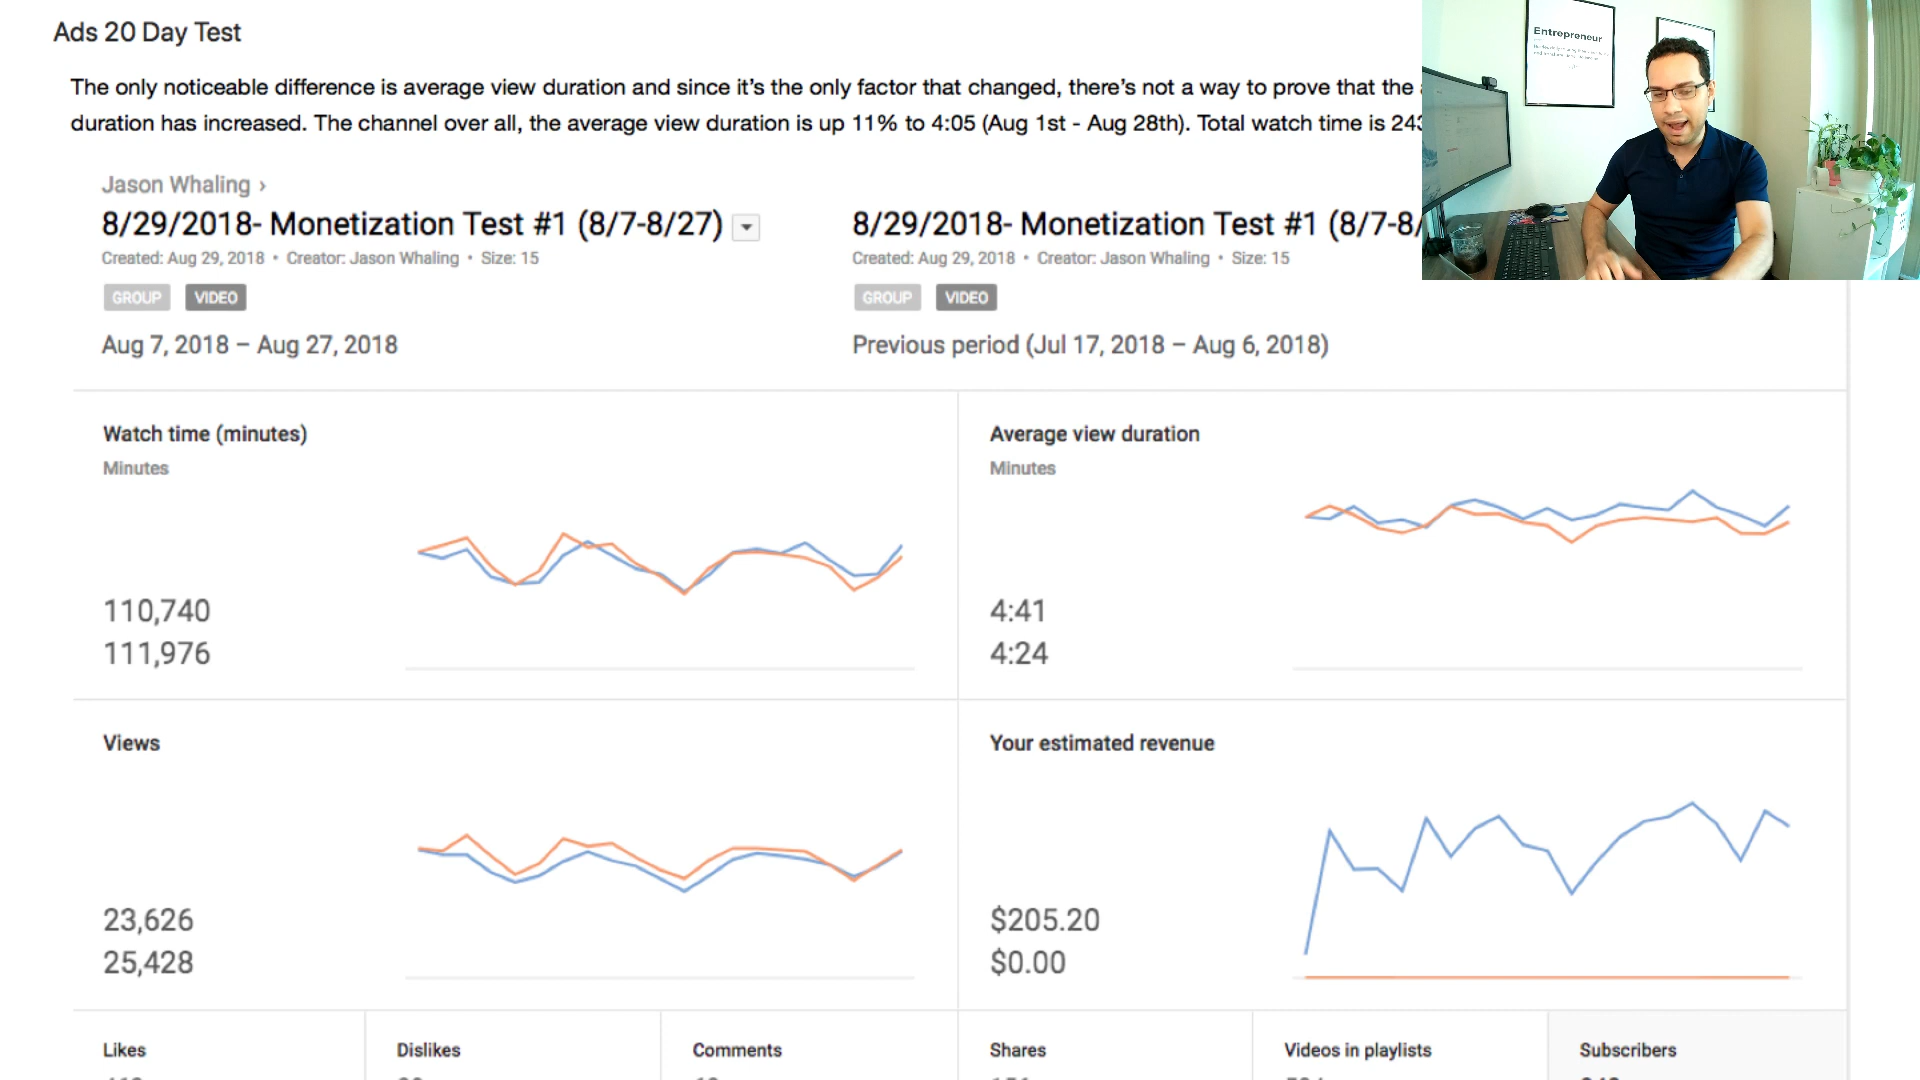 Ads 20 Day Test
The only noticeable difference is average view duration and since it's the only factor that changed, there's not a way to prove that the
duration has increased. The channel over all, the average view duration is up 11% to 4:05 (Aug 1st - Aug 28th). Total watch time is 243
Entrepreneur
Jason Whaling ›
8/29/2018- Monetization Test #1 (8/7-8/27)
Created: Aug 29, 2018 • Creator: Jason Whaling • Size: 15
GROUP VIDEO
Aug 7, 2018 – Aug 27, 2018
8/29/2018- Monetization Test #1 (8/7-8/
Created: Aug 29, 2018 • Creator: Jason Whaling • Size: 15
GROUP VIDEO
Previous period (Jul 17, 2018 – Aug 6, 2018)
Watch time (minutes)
Minutes
110,740
111,976
Average view duration
Minutes
4:41
4:24
Views
23,626
25,428
Your estimated revenue
$205.20
$0.00
Likes
Dislikes
Comments
Shares
Videos in playlists
Subscribers